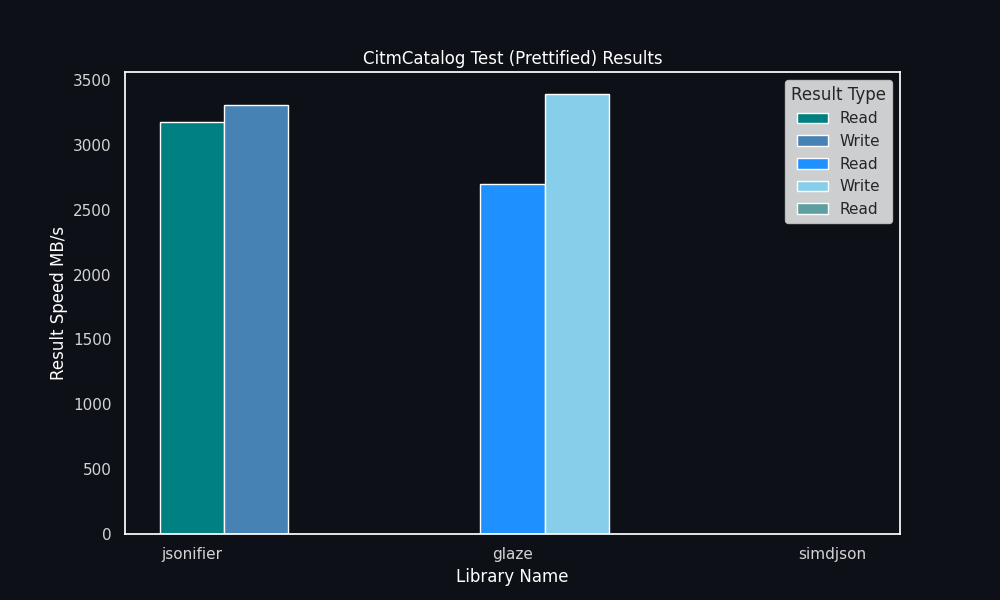 CitmCatalog Test (Prettified) Results
3500
3000
2500
2000
1500
1000
500
0
Result Speed MB/s
Result Type
Read
Write
Read
Write
Read
jsonifier
glaze
simdjson
Library Name